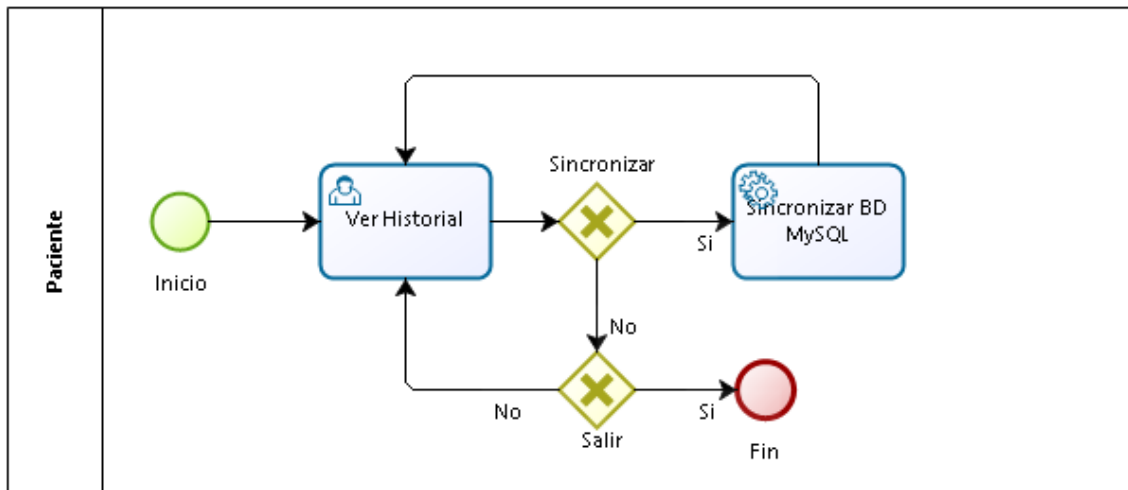 Paciente
Inicio
Ver Historial
Sincronizar
Si
Sincronizar BD
MySQL
No
No
Salir
Si
Fin